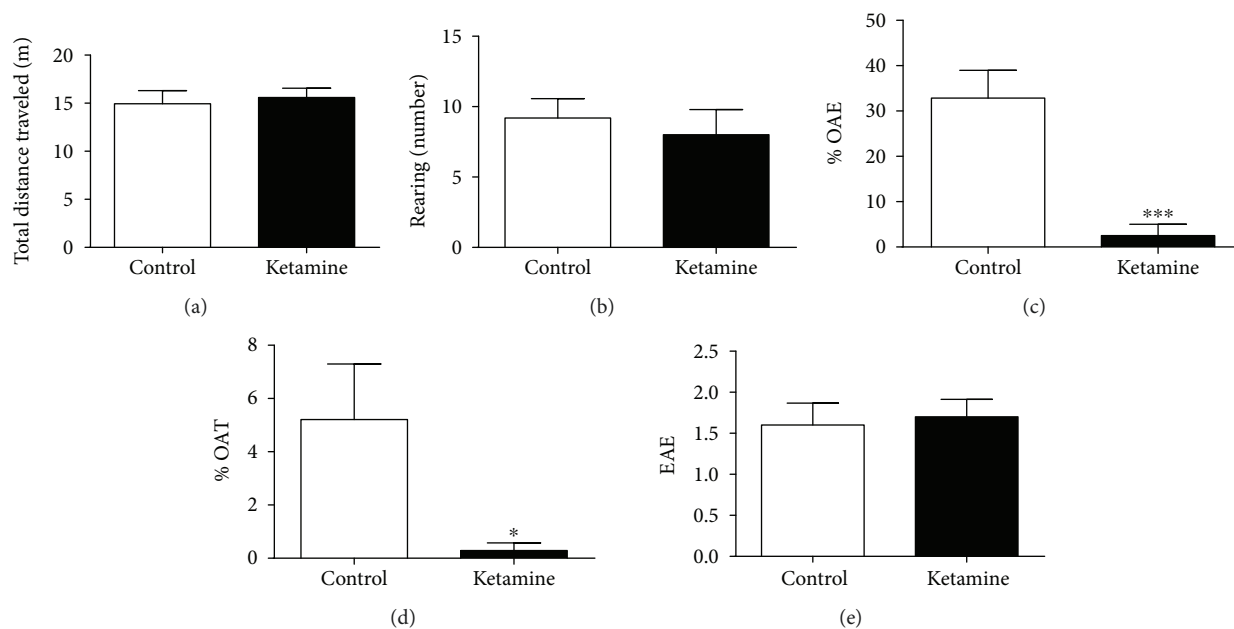 Total distance traveled (m)
20
15
10
5
0
Control
Ketamine
(a)
Rearing (number)
15
10
5
0
Control
Ketamine
(b)
% OAE
50
40
30
20
10
0
***
Control
Ketamine
(c)
% OAT
8
6
4
2
0
*
Control
Ketamine
(d)
EAE
2.5
2.0
1.5
1.0
0.5
0.0
Control
Ketamine
(e)